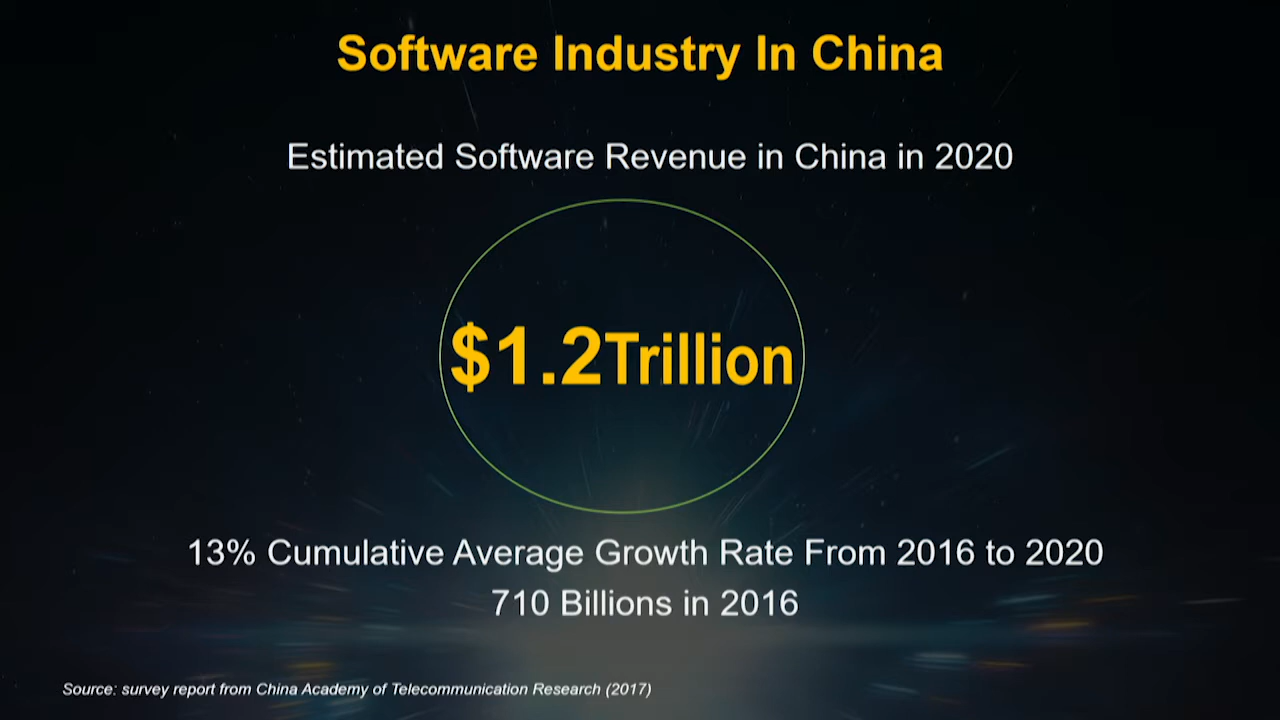 Software Industry In China
Estimated Software Revenue in China in 2020
$1.2Trillion
13% Cumulative Average Growth Rate From 2016 to 2020
710 Billions in 2016
Source: survey report from China Academy of Telecommunication Research (2017)